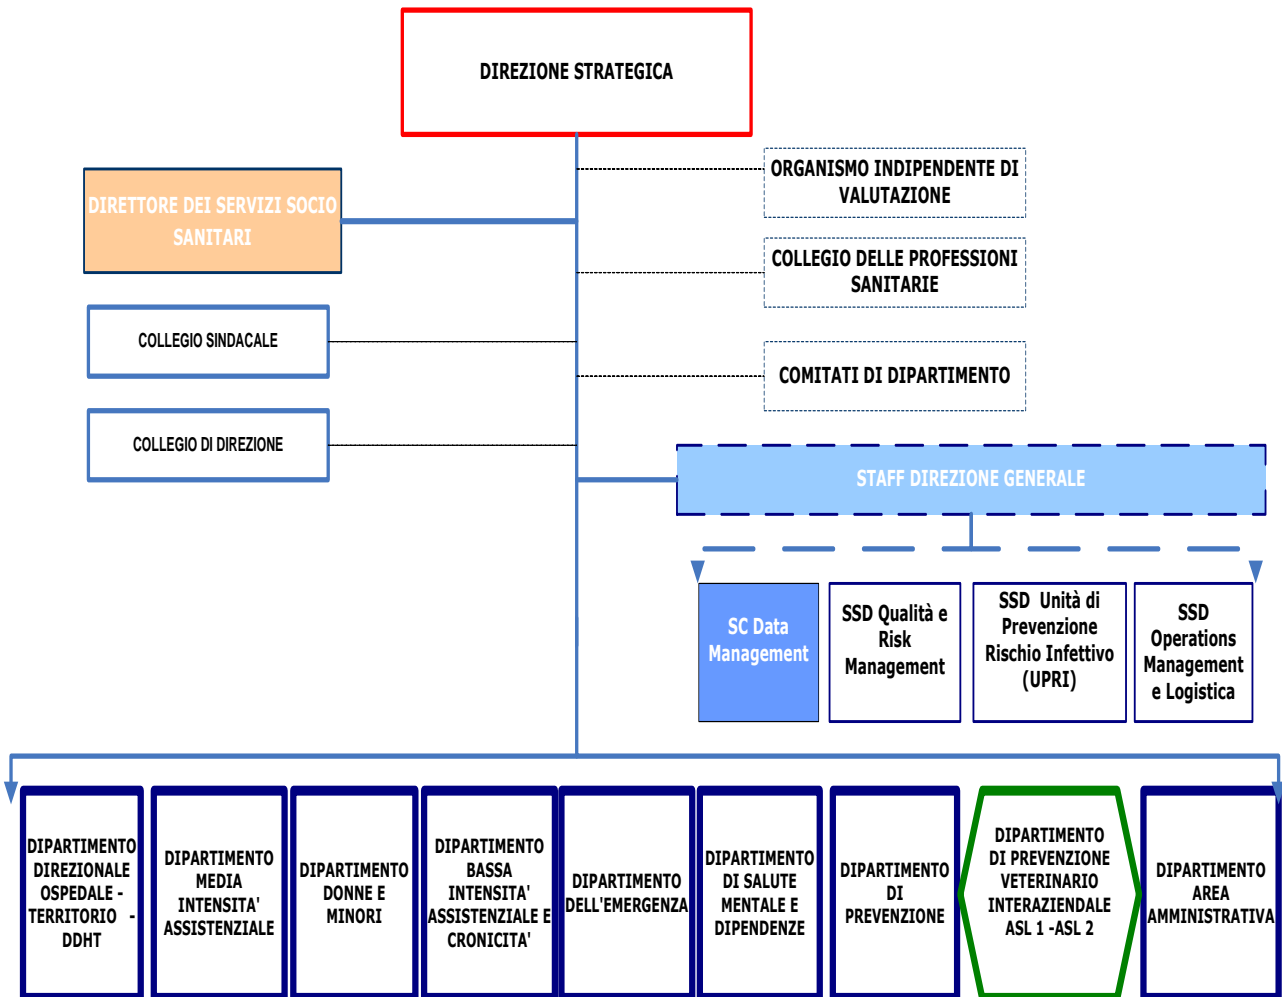 DIREZIONE STRATEGICA
ORGANISMO INDIPENDENTE DI
VALUTAZIONE
DIRETTORE DEI SERVIZI SOCIO
SANITARI
COLLEGIO DELLE PROFESSIONI
SANITARIE
COLLEGIO SINDACALE
COMITATI DI DIPARTIMENTO
COLLEGIO DI DIREZIONE
STAFF DIREZIONE GENERALE
SC Data
Management
SSD Qualità e
Risk
Management
SSD Unità di
Prevenzione
Rischio Infettivo
(UPRI)
SSD
Operations
Management
e Logistica
DIPARTIMENTO
DIREZIONALE
OSPEDALE -
TERRITORIO -
DDHT
DIPARTIMENTO
MEDIA
INTENSITA'
ASSISTENZIALE
DIPARTIMENTO
DONNE E
MINORI
DIPARTIMENTO
BASSA
INTENSITA'
ASSISTENZIALE E
CRONICITA'
DIPARTIMENTO
DELL'EMERGENZA
DIPARTIMENTO
DI SALUTE
MENTALE E
DIPENDENZE
DIPARTIMENTO
DI
PREVENZIONE
DIPARTIMENTO
DI PREVENZIONE
VETERINARIO
INTERAZIENDALE
ASL 1 -ASL 2
DIPARTIMENTO
AREA
AMMINISTRATIVA